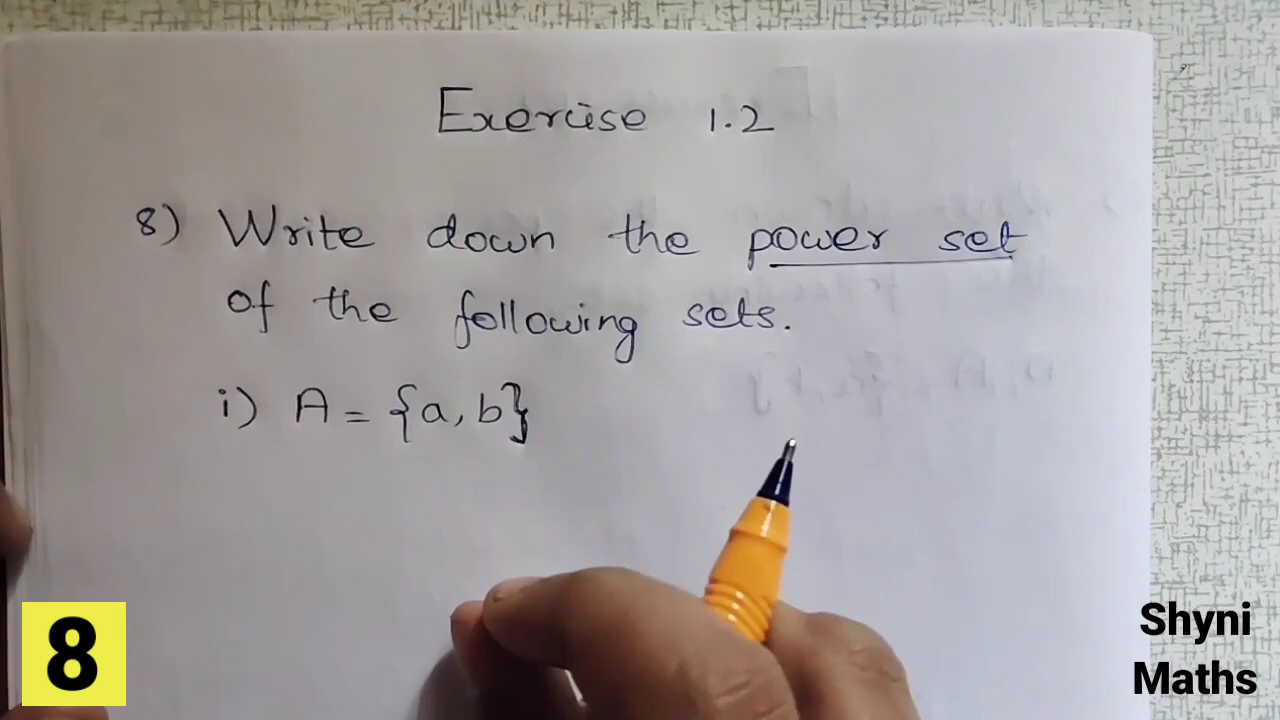 Exercise 1.2
8) Write down the power set
of the following sets.
i) A = {a, b}
8
Shyni
Maths